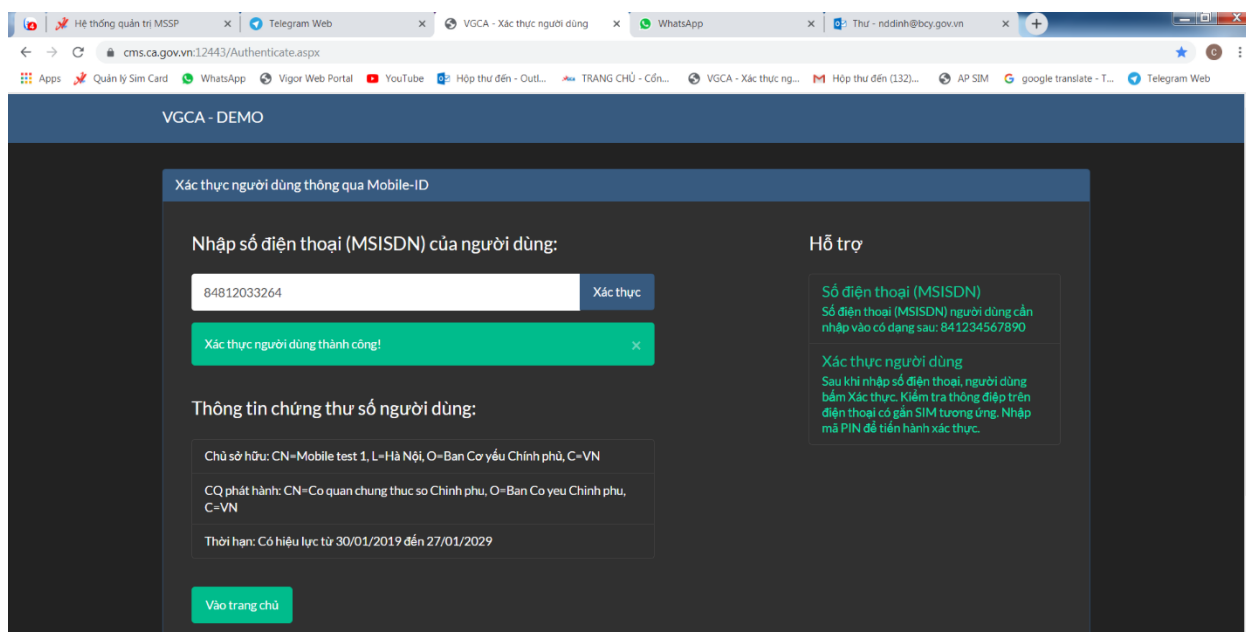 Hệ thống quản trị MSSP
Telegram Web
VGCA - Xác thực người dùng
WhatsApp
Thư - nddinh@bcy.gov.vn
cms.ca.gov.vn:12443/Authenticate.aspx
C
Apps
Quản lý Sim Card
WhatsApp
Vigor Web Portal
YouTube
Hộp thư đến - Outl...
TRANG CHỦ - Cổn...
VGCA - Xác thực ng...
Hộp thư đến (132)...
AP SIM
google translate - T...
Telegram Web
VGCA - DEMO
Xác thực người dùng thông qua Mobile-ID
Nhập số điện thoại (MSISDN) của người dùng:
84812033264
Xác thực
Xác thực người dùng thành công!
Thông tin chứng thư số người dùng:
Chủ sở hữu: CN=Mobile test 1, L=Hà Nội, O=Ban Cơ yếu Chính phủ, C=VN
CQ phát hành: CN=Co quan chung thuc so Chinh phu, O=Ban Co yeu Chinh phu,
C=VN
Thời hạn: Có hiệu lực từ 30/01/2019 đến 27/01/2029
Vào trang chủ
Hỗ trợ
Số điện thoại (MSISDN)
Số điện thoại (MSISDN) người dùng cần
nhập vào có dạng sau: 841234567890
Xác thực người dùng
Sau khi nhập số điện thoại, người dùng
bấm Xác thực. Kiểm tra thông điệp trên
điện thoại có gắn SIM tương ứng. Nhập
mã PIN để tiến hành xác thực.